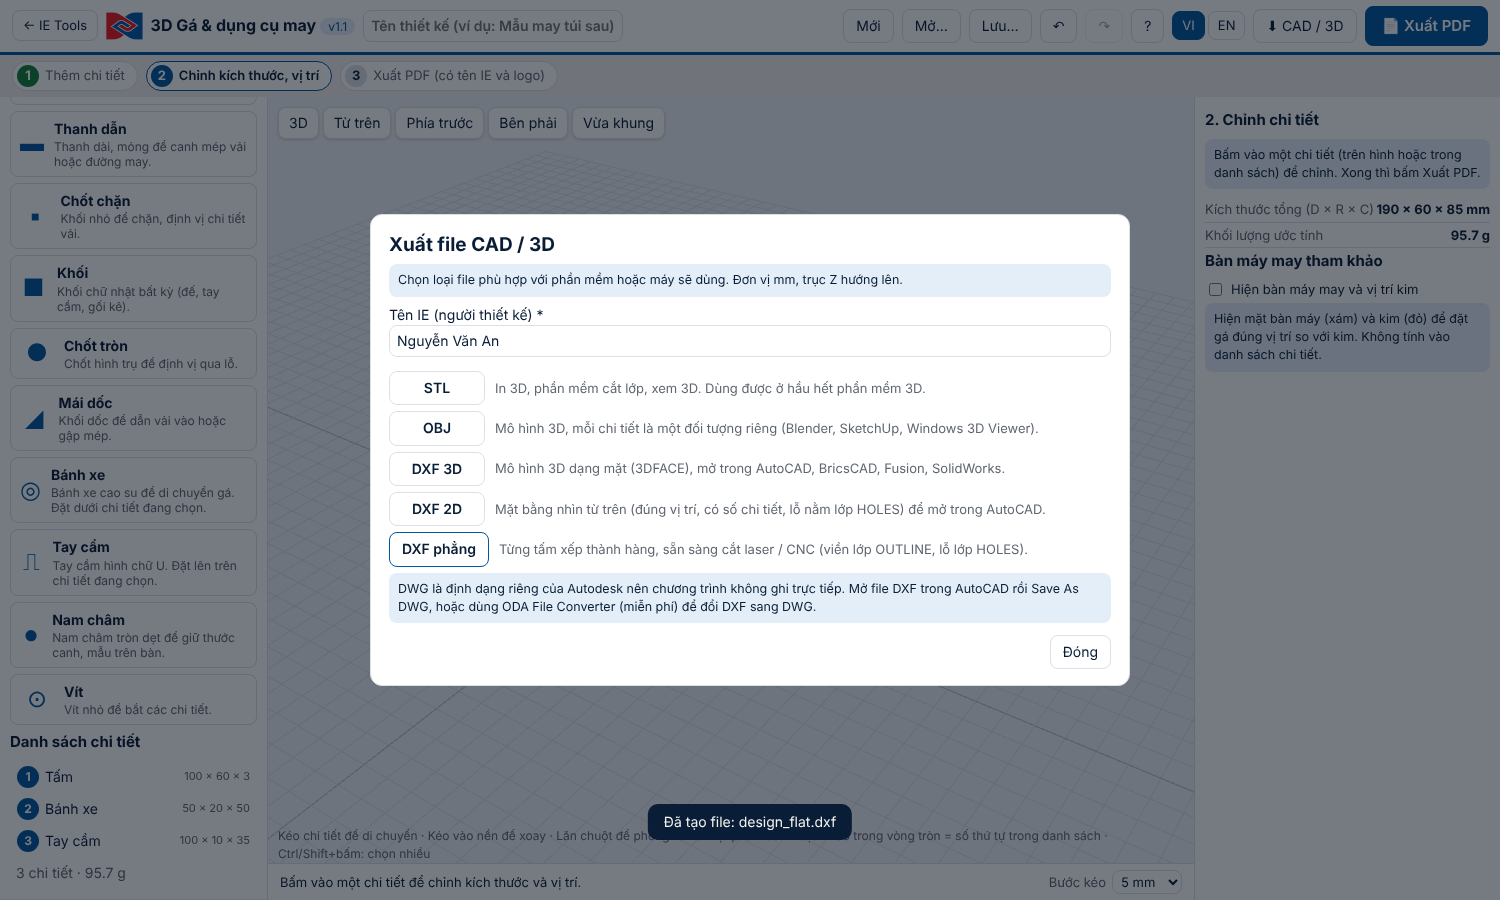 ← IE Tools
3D Gá & dụng cụ may v1.1
Tên thiết kế (ví dụ: Mẫu may túi sau)
Mới
Mở...
Lưu...
↶
↷
?
VI
EN
⬇ CAD / 3D
Xuất PDF
1 Thêm chi tiết
2 Chỉnh kích thước, vị trí
3 Xuất PDF (có tên IE và logo)
Thanh dẫn
Thanh dài, mỏng để canh mép vải
hoặc đường may.
Chốt chặn
Khối nhỏ để chặn, định vị chi tiết
vải.
Khối
Khối chữ nhật bất kỳ (đế, tay
cầm, gối kê).
Chốt tròn
Chốt hình trụ để định vị qua lỗ.
Mái dốc
Khối dốc để dẫn vải vào hoặc
gập mép.
Bánh xe
Bánh xe cao su để di chuyển gá.
Đặt dưới chi tiết đang chọn.
Tay cầm
Tay cầm hình chữ U. Đặt lên trên
chi tiết đang chọn.
Nam châm
Nam châm tròn dẹt để giữ thước
canh, mẫu trên bàn.
Vít
Vít nhỏ để bắt các chi tiết.
Danh sách chi tiết
1 Tấm 100 × 60 × 3
2 Bánh xe 50 × 20 × 50
3 Tay cầm 100 × 10 × 35
3 chi tiết · 95.7 g
3D
Từ trên
Phía trước
Bên phải
Vừa khung
Xuất file CAD / 3D
Chọn loại file phù hợp với phần mềm hoặc máy sẽ dùng. Đơn vị mm, trục Z hướng lên.
Tên IE (người thiết kế) *
Nguyễn Văn An
STL In 3D, phần mềm cắt lớp, xem 3D. Dùng được ở hầu hết phần mềm 3D.
OBJ Mô hình 3D, mỗi chi tiết là một đối tượng riêng (Blender, SketchUp, Windows 3D Viewer).
DXF 3D Mô hình 3D dạng mặt (3DFACE), mở trong AutoCAD, BricsCAD, Fusion, SolidWorks.
DXF 2D Mặt bằng nhìn từ trên (đúng vị trí, có số chi tiết, lỗ nằm lớp HOLES) để mở trong AutoCAD.
DXF phẳng Từng tấm xếp thành hàng, sẵn sàng cắt laser / CNC (viền lớp OUTLINE, lỗ lớp HOLES).
DWG là định dạng riêng của Autodesk nên chương trình không ghi trực tiếp. Mở file DXF trong AutoCAD rồi Save As
DWG, hoặc dùng ODA File Converter (miễn phí) để đổi DXF sang DWG.
Đóng
Đã tạo file: design_flat.dxf
Kéo chi tiết để di chuyển · Kéo vào nền để xoay · Lăn chuột để trong vòng tròn = số thứ tự trong danh sách ·
Ctrl/Shift+bấm: chọn nhiều
Bấm vào một chi tiết để chỉnh kích thước và vị trí.
Bước kéo 5 mm
2. Chỉnh chi tiết
Bấm vào một chi tiết (trên hình hoặc trong
danh sách) để chỉnh. Xong thì bấm Xuất PDF.
Kích thước tổng (D × R × C) 190 × 60 × 85 mm
Khối lượng ước tính 95.7 g
Bàn máy may tham khảo
Hiện bàn máy may và vị trí kim
Hiện mặt bàn máy (xám) và kim (đỏ) để đặt
gá đúng vị trí so với kim. Không tính vào
danh sách chi tiết.